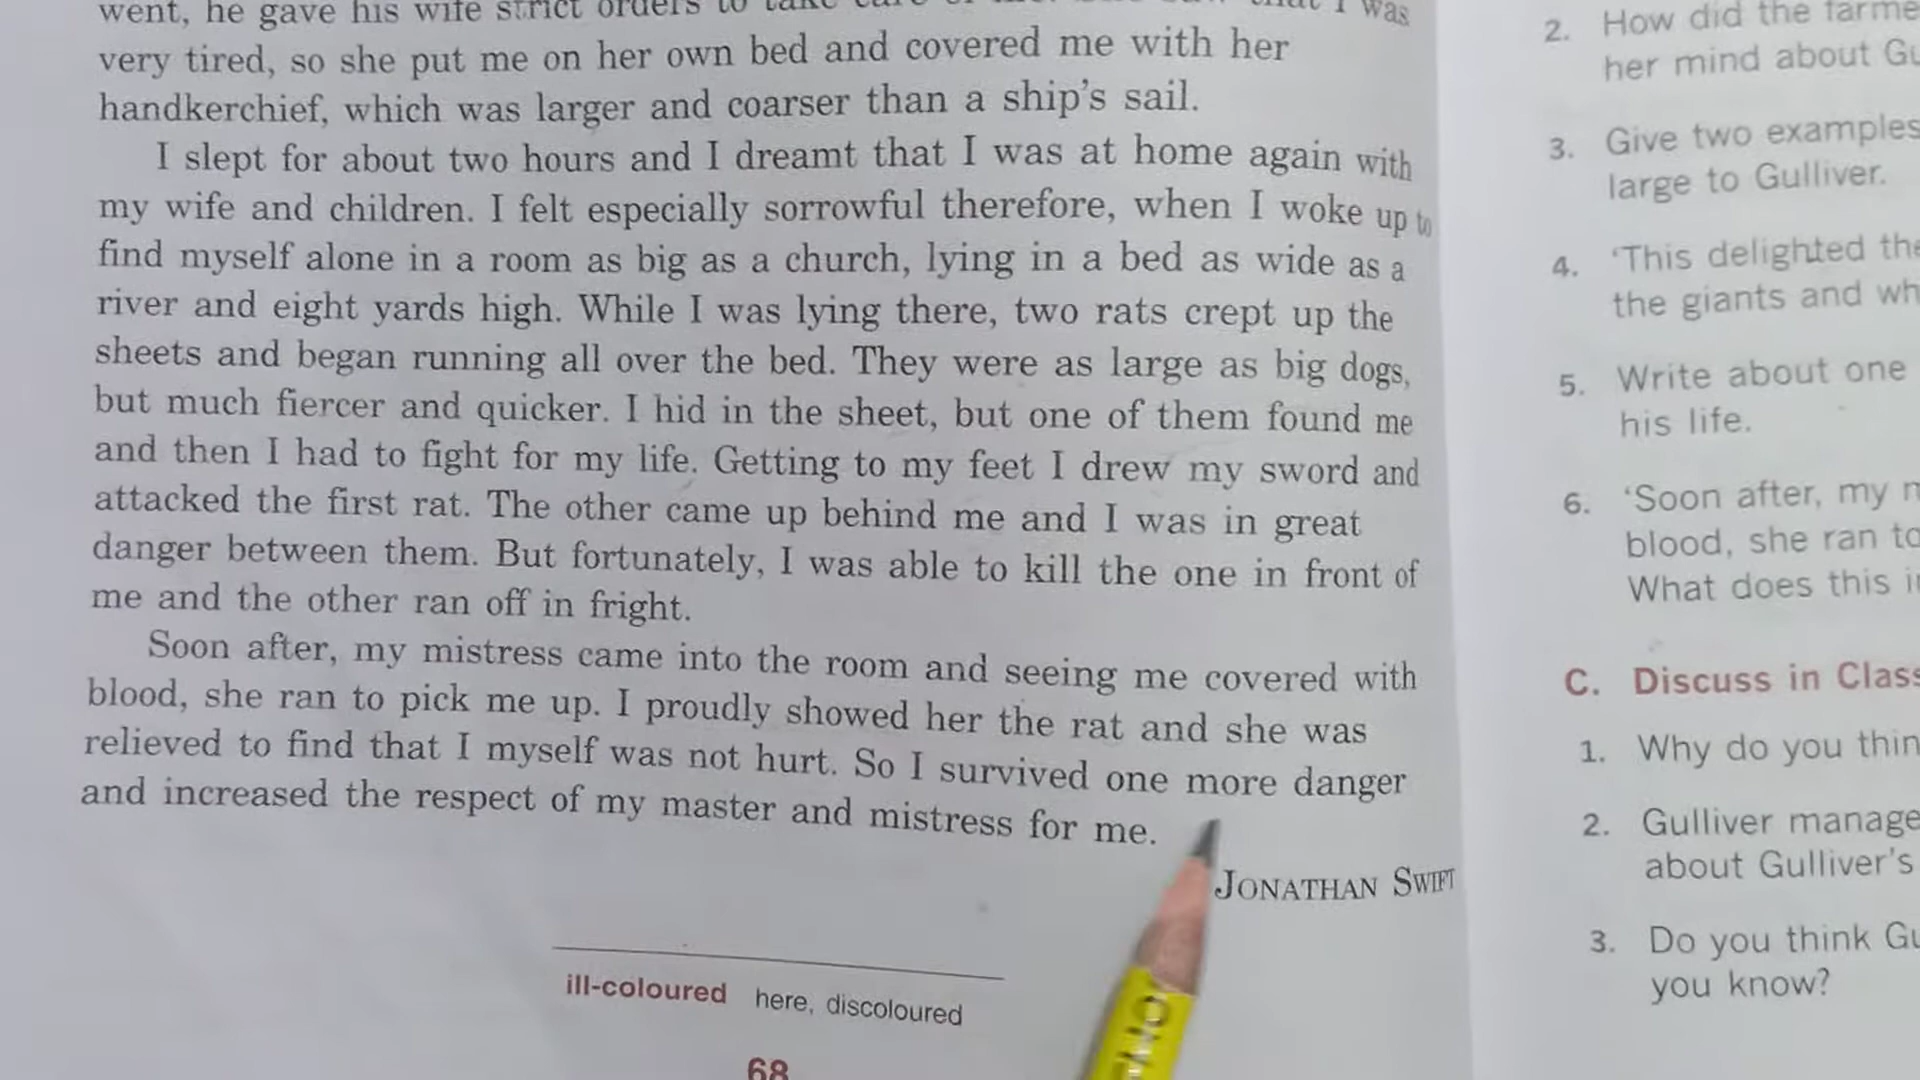 went, he gave his wife strict orders to take care of me. She saw that I was
very tired, so she put me on her own bed and covered me with her
handkerchief, which was larger and coarser than a ship's sail.
I slept for about two hours and I dreamt that I was at home again with
my wife and children. I felt especially sorrowful therefore, when I woke up to
find myself alone in a room as big as a church, lying in a bed as wide as a
river and eight yards high. While I was lying there, two rats crept up the
sheets and began running all over the bed. They were as large as big dogs,
but much fiercer and quicker. I hid in the sheet, but one of them found me
and then I had to fight for my life. Getting to my feet I drew my sword and
attacked the first rat. The other came up behind me and I was in great
danger between them. But fortunately, I was able to kill the one in front of
me and the other ran off in fright.
Soon after, my mistress came into the room and seeing me covered with
blood, she ran to pick me up. I proudly showed her the rat and she was
relieved to find that I myself was not hurt. So I survived one more danger
and increased the respect of my master and mistress for me.
JONATHAN SWIFT
ill-coloured here, discoloured
68
2. How did the farme
her mind about Gu
3. Give two examples
large to Gulliver.
4. 'This delighted the
the giants and wh
5. Write about one
his life.
6. 'Soon after, my m
blood, she ran to
What does this i
C. Discuss in Class
1. Why do you thin
2. Gulliver manage
about Gulliver's
3. Do you think Gu
you know?